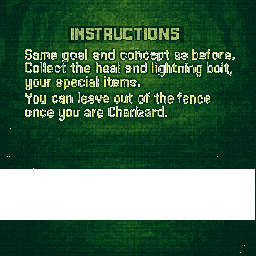 INSTRUCTIONS
Same goal and concept as before.
Collect the heal and lightning bolt,
your special items.
You can leave out of the fence
once you are Charizard.